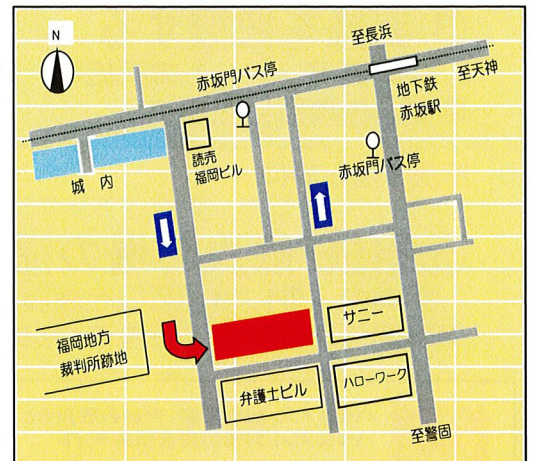 N
至長浜
赤坂門バス停
至天神
地下鉄
赤坂駅
読売
福岡ビル
赤坂門バス停
城内
サニー
福岡地方
裁判所跡地
弁護士ビル
ハローワーク
至警固